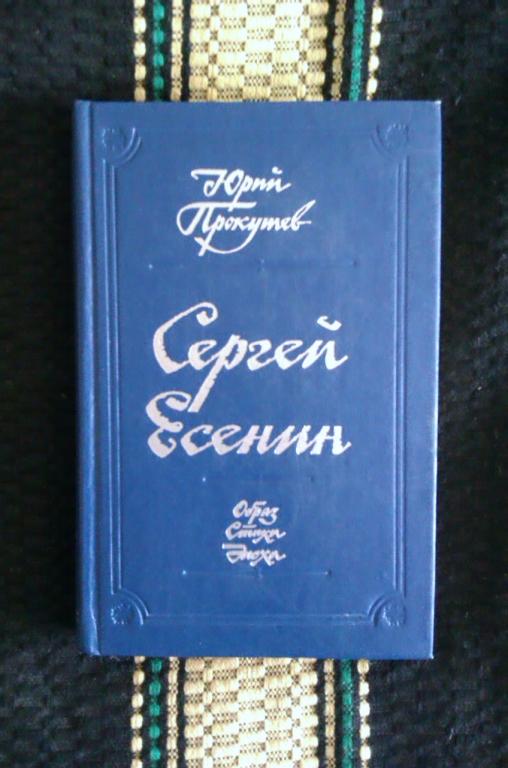 Юрий
Прокушев
Сергей
Есенин
Образ
Стихи
Эпоха